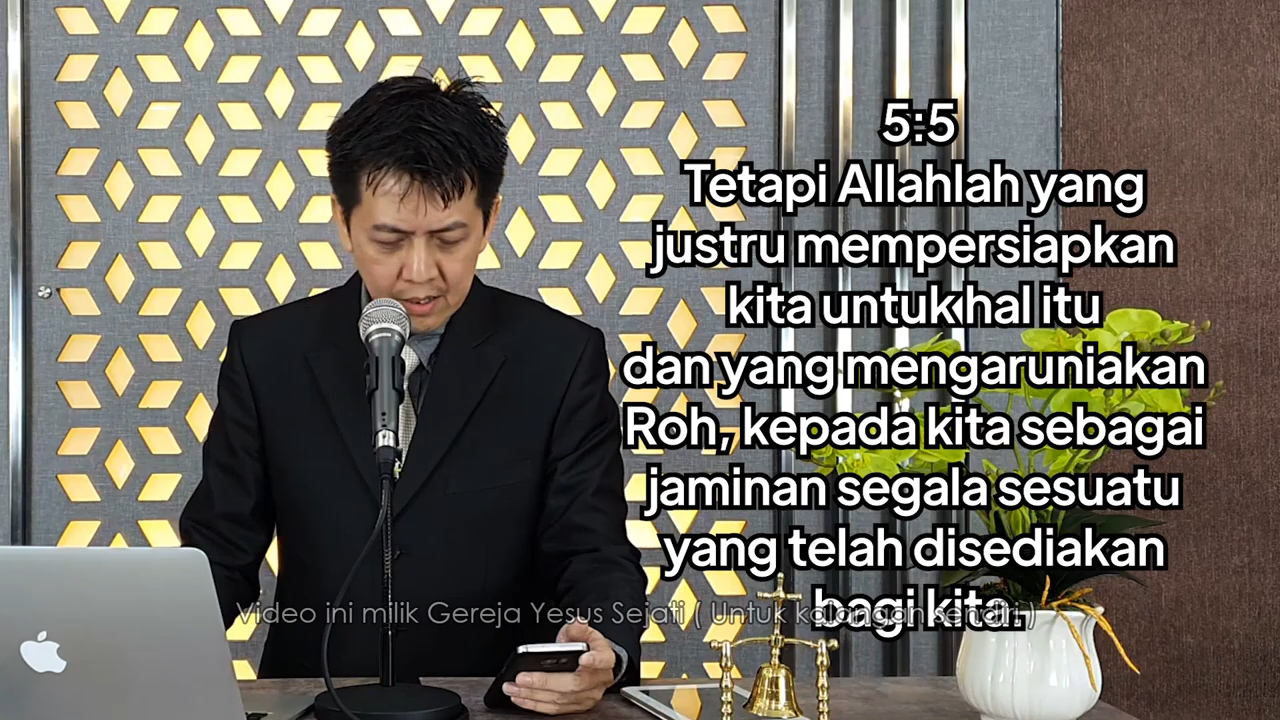 5:5
Tetapi Allahlah yang
justru mempersiapkan
kita untuk hal itu
dan yang mengaruniakan
Roh, kepada kita sebagai
jaminan segala sesuatu
yang telah disediakan
bagi kita.
Video ini milik Gereja Yesus Sejati ( Untuk kalangan sendiri )